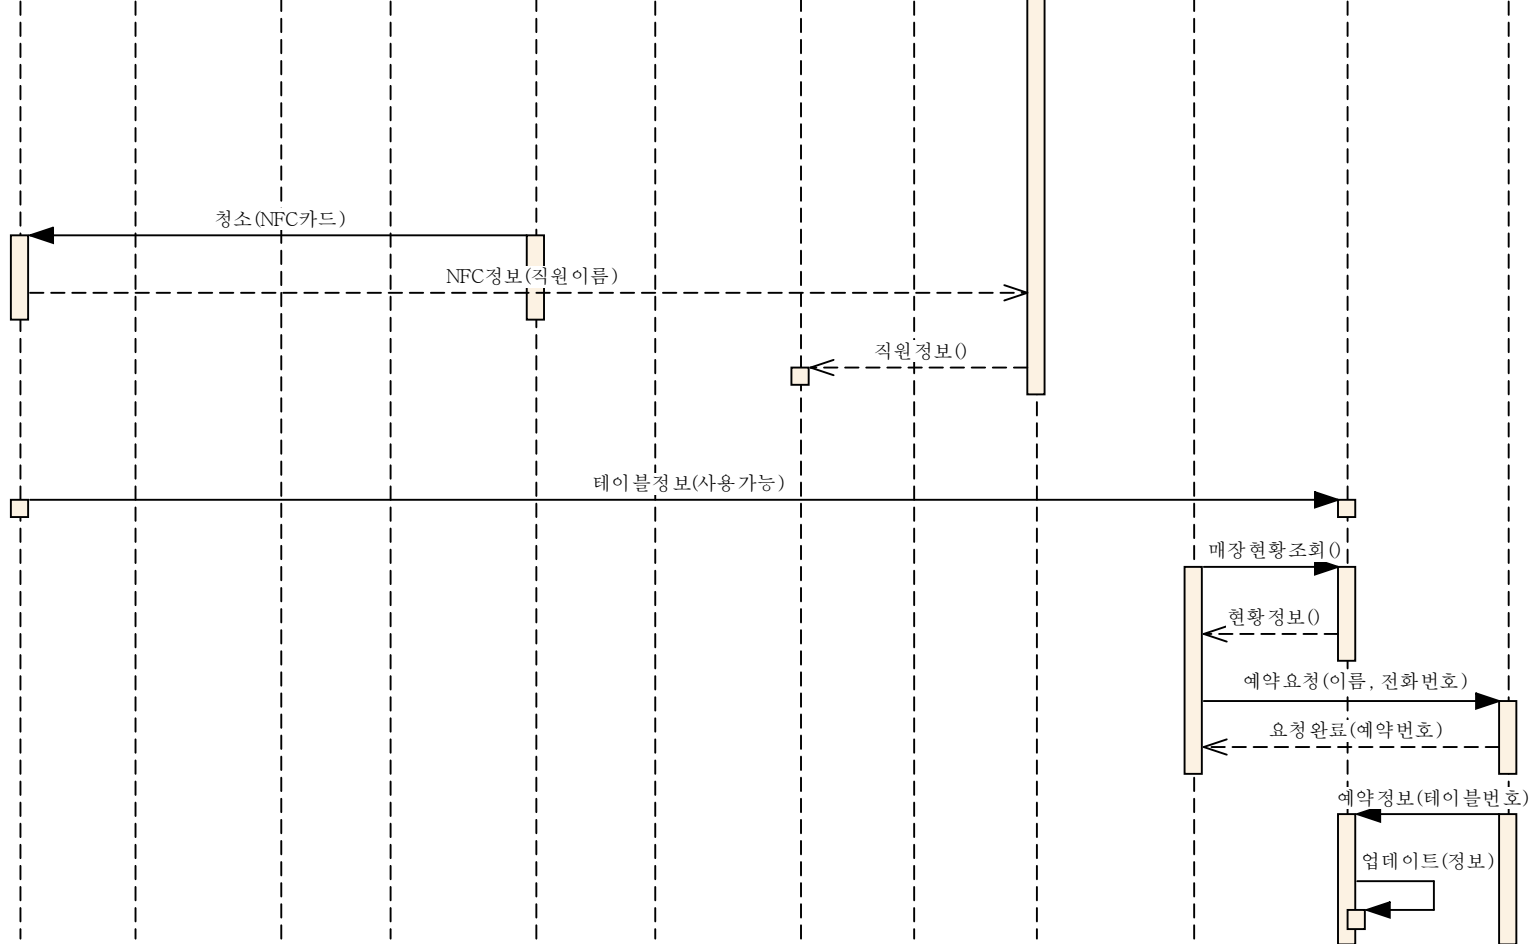 청소(NFC카드)
NFC정보(직원이름)
직원정보()
테이블정보(사용가능)
매장현황조회()
현황정보()
예약요청(이름, 전화번호)
요청완료(예약번호)
예약정보(테이블번호)
업데이트(정보)